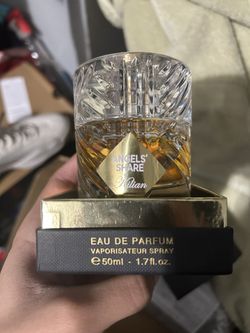 ANGELS'
SHARE
Kilian
EAU DE PARFUM
VAPORISATEUR SPRAY
℮50ml - 1.7fl.oz.